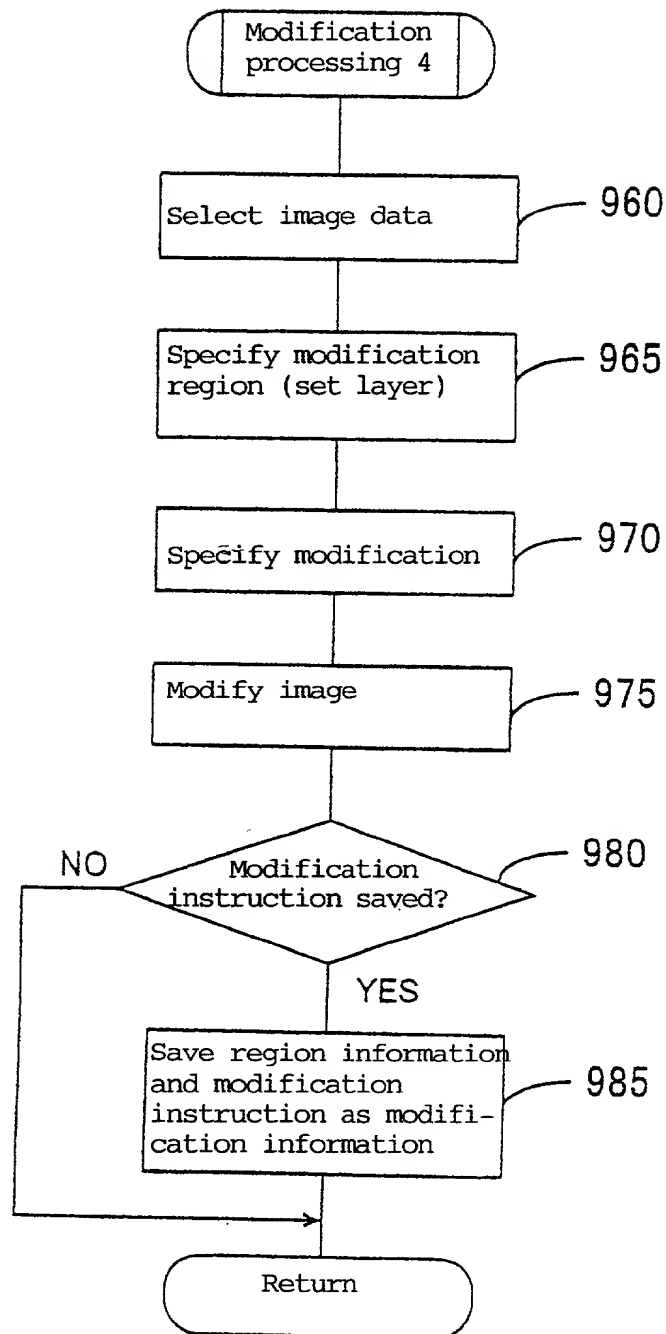 Modification
processing 4
Select image data
960
Specify modification
region (set layer)
965
Specify modification
970
Modify image
975
Modification
instruction saved?
980
NO
YES
Save region information
and modification
instruction as modifi-
cation information
985
Return